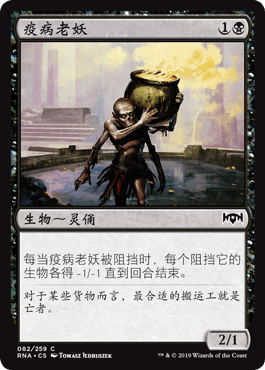 疫病老妖
1
生物～灵俑
每当疫病老妖被阻挡时，每个阻挡它的
生物各得 -1/-1 直到回合结束。
对于某些货物而言，最合适的搬运工就是
亡者。
2/1
082/259 C
RNA • CS Tomasz Jedruszek
™ & © 2019 Wizards of the Coast